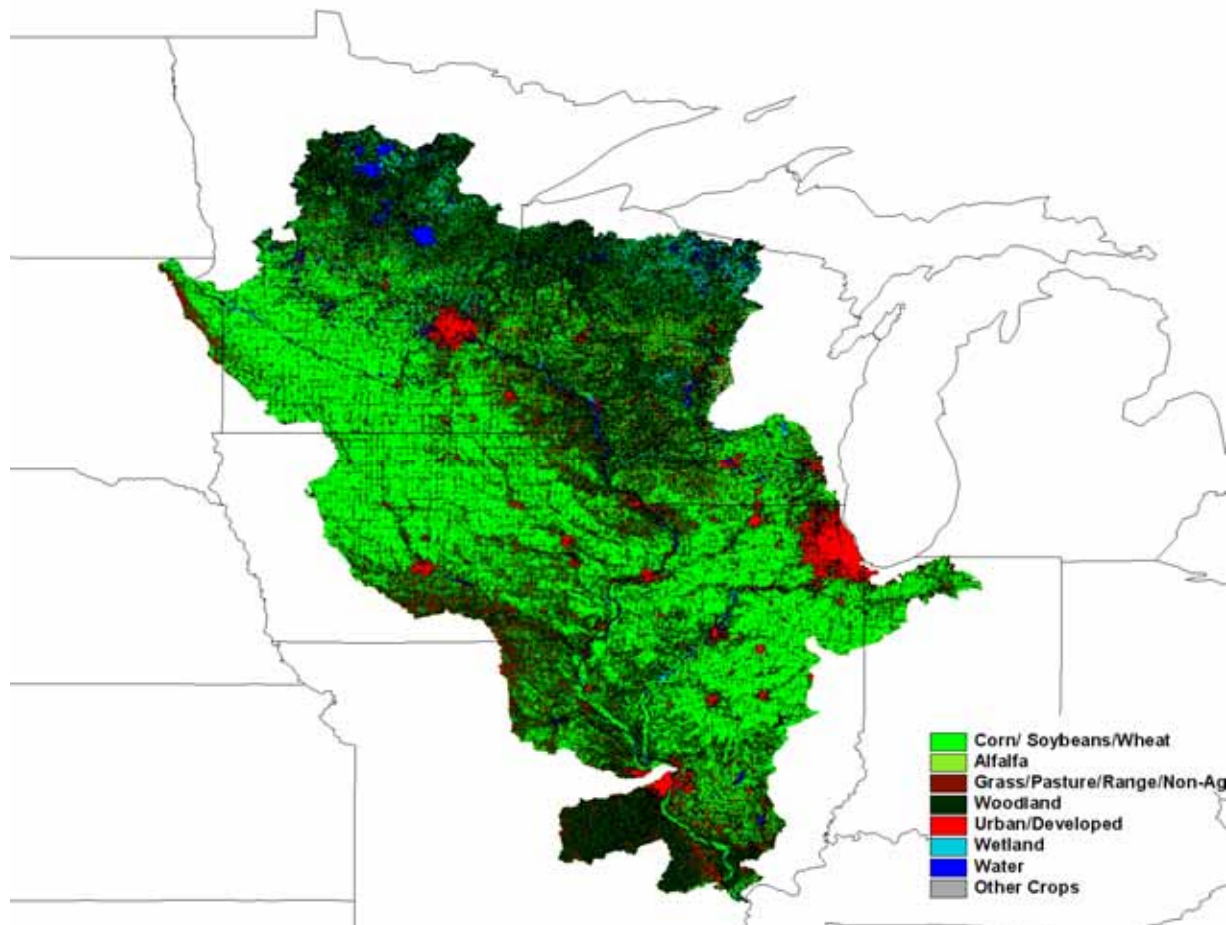 Corn/ Soybeans/Wheat
Alfalfa
Grass/Pasture/Range/Non-Ag
Woodland
Urban/Developed
Wetland
Water
Other Crops